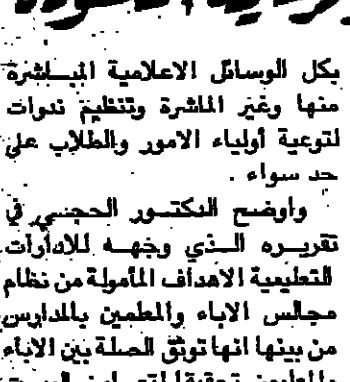 بكل الوسائل الاعلامية المباشرة
منها وغير الماشرة وتنظيم ندوات
لتوعية أولياء الامور والطلاب على
حد سواء .
واوضح الدكتور الحجسي في
تقريره الذي وجهه للادارات
التعليمية الاهداف المأمولة من نظام
مجالس الاباء والمعلمين بالمدارس
من بينها انها توثق الصلة بين الاباء